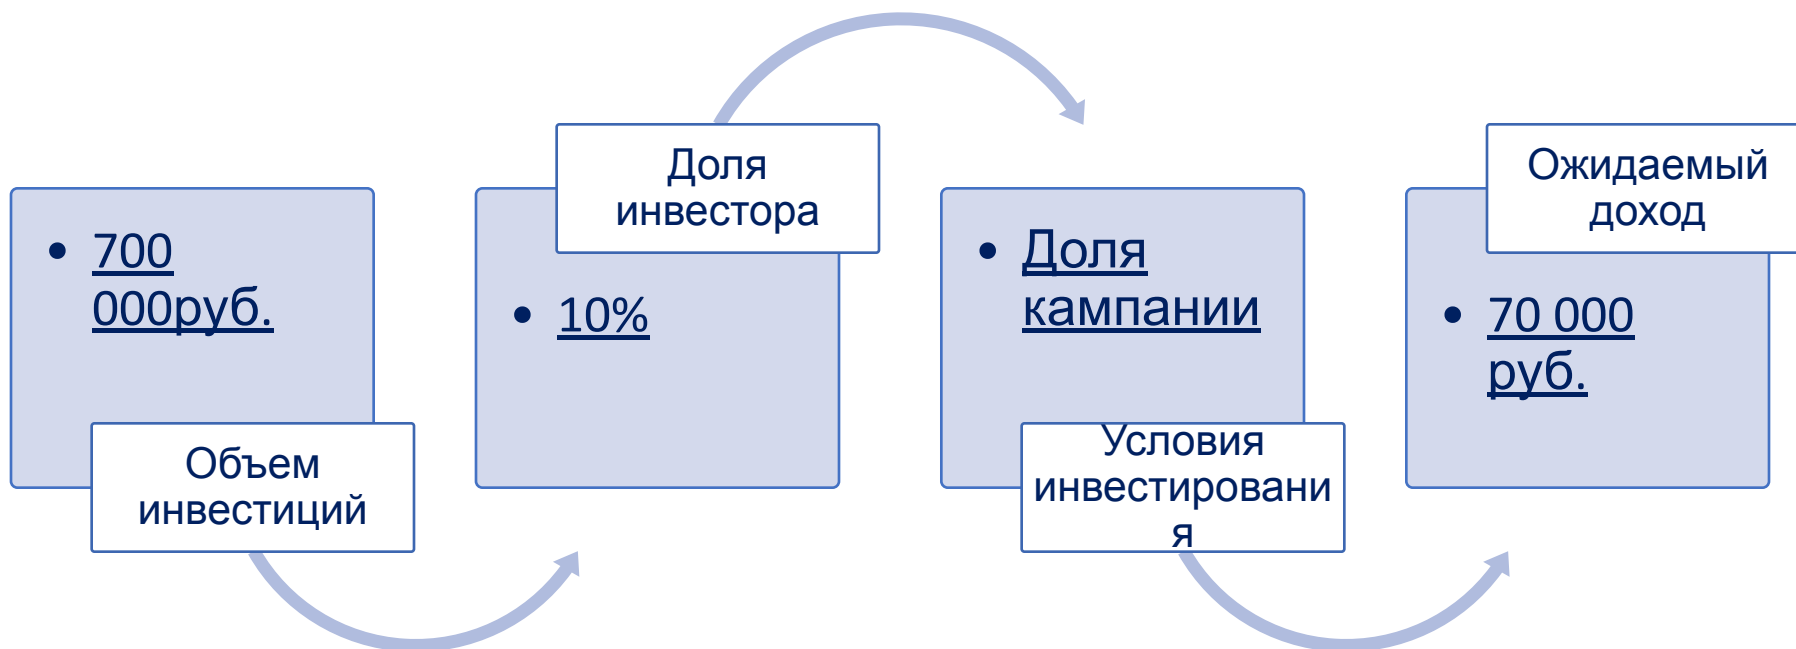 • 700
000руб.
Объем
инвестиций
Доля
инвестора
• 10%
• Доля
кампании
Условия
инвестировани
я
Ожидаемый
доход
• 70 000
руб.